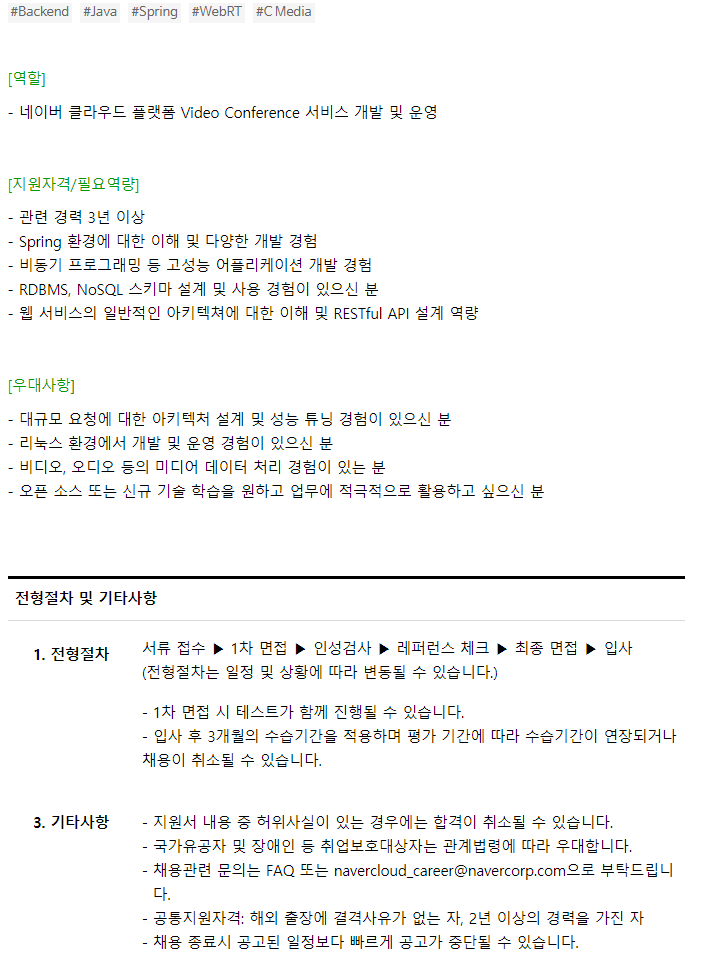 #Backend #Java #Spring #WebRT #C Media
[역할]
- 네이버 클라우드 플랫폼 Video Conference 서비스 개발 및 운영
[지원자격/필요역량]
- 관련 경력 3년 이상
- Spring 환경에 대한 이해 및 다양한 개발 경험
- 비동기 프로그래밍 등 고성능 어플리케이션 개발 경험
- RDBMS, NoSQL 스키마 설계 및 사용 경험이 있으신 분
- 웹 서비스의 일반적인 아키텍쳐에 대한 이해 및 RESTful API 설계 역량
[우대사항]
- 대규모 요청에 대한 아키텍처 설계 및 성능 튜닝 경험이 있으신 분
- 리눅스 환경에서 개발 및 운영 경험이 있으신 분
- 비디오, 오디오 등의 미디어 데이터 처리 경험이 있는 분
- 오픈 소스 또는 신규 기술 학습을 원하고 업무에 적극적으로 활용하고 싶으신 분
전형절차 및 기타사항
1. 전형절차
서류 접수 ▶ 1차 면접 ▶ 인성검사 ▶ 레퍼런스 체크 ▶ 최종 면접 ▶ 입사
(전형절차는 일정 및 상황에 따라 변동될 수 있습니다.)
- 1차 면접 시 테스트가 함께 진행될 수 있습니다.
- 입사 후 3개월의 수습기간을 적용하며 평가 기간에 따라 수습기간이 연장되거나
채용이 취소될 수 있습니다.
3. 기타사항
- 지원서 내용 중 허위사실이 있는 경우에는 합격이 취소될 수 있습니다.
- 국가유공자 및 장애인 등 취업보호대상자는 관계법령에 따라 우대합니다.
- 채용관련 문의는 FAQ 또는 navercloud_career@navercorp.com으로 부탁드립니
다.
- 공통지원자격: 해외 출장에 결격사유가 없는 자, 2년 이상의 경력을 가진 자
- 채용 종료시 공고된 일정보다 빠르게 공고가 중단될 수 있습니다.